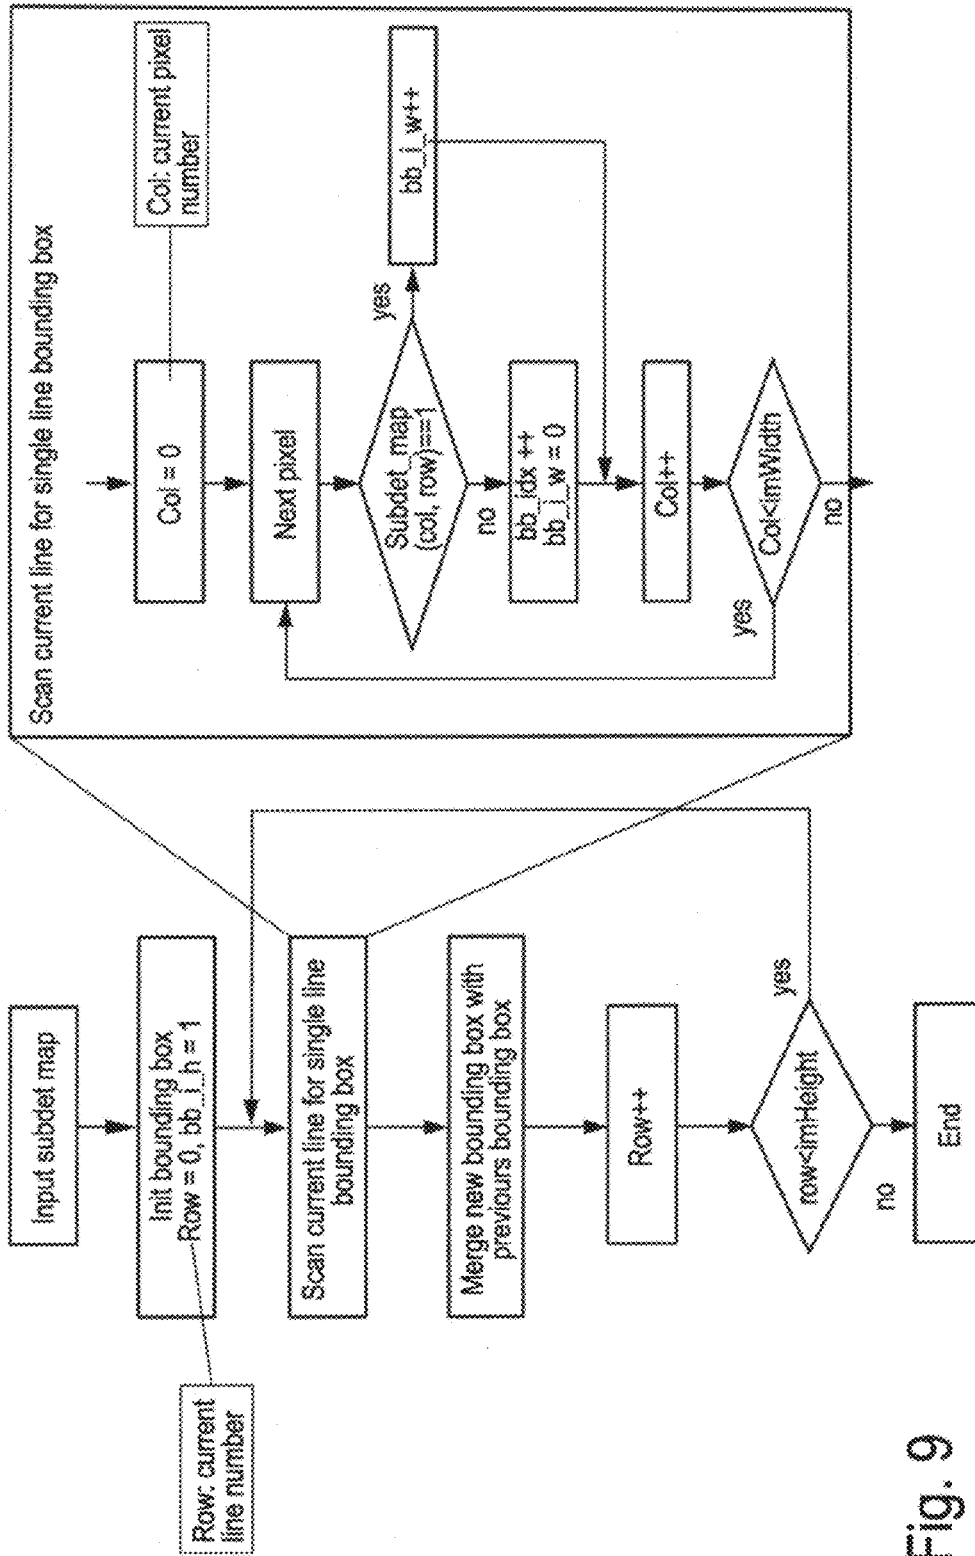 Input subdet map
Init bounding box
Row = 0, bb_i_h = 1
Row: current
line number
Scan current line for single line
bounding box
Merge new bounding box with
previours bounding box
Row++
row<imHeight
yes
no
End
Scan current line for single line bounding box
Col = 0
Col: current pixel
number
Next pixel
Subdet_map
(col, row)==1
yes
bb_i_w++
no
bb_idx ++
bb_i_w = 0
Col++
Col<imWidth
yes
no
Fig. 9